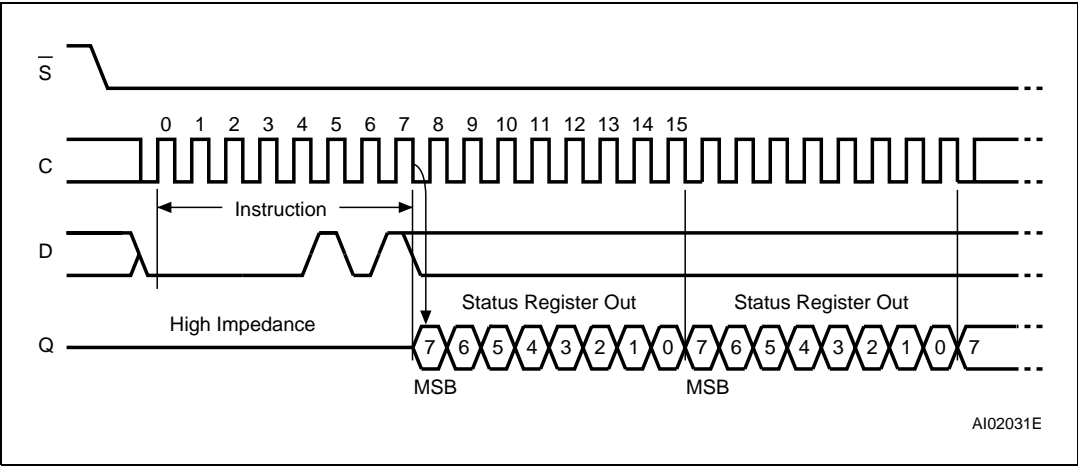 S
0 1 2 3 4 5 6 7 8 9 10 11 12 13 14 15
C
Instruction
D
Status Register Out Status Register Out
High Impedance
Q
7 6 5 4 3 2 1 0 7 6 5 4 3 2 1 0 7
MSB MSB
AI02031E